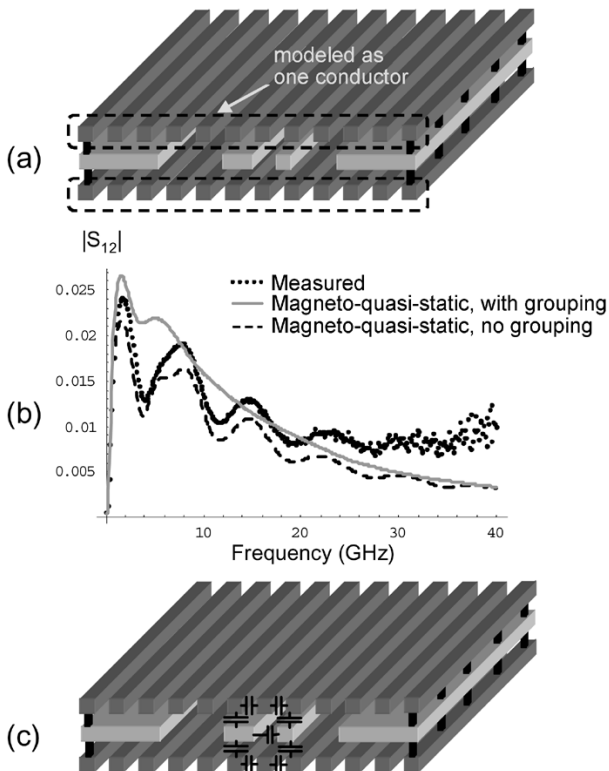 modeled as
one conductor
(a)
|S12|
Measured
Magneto-quasi-static, with grouping
Magneto-quasi-static, no grouping
0.025
0.02
0.015
(b)
0.01
0.005
10
20
30
40
Frequency (GHz)
(c)